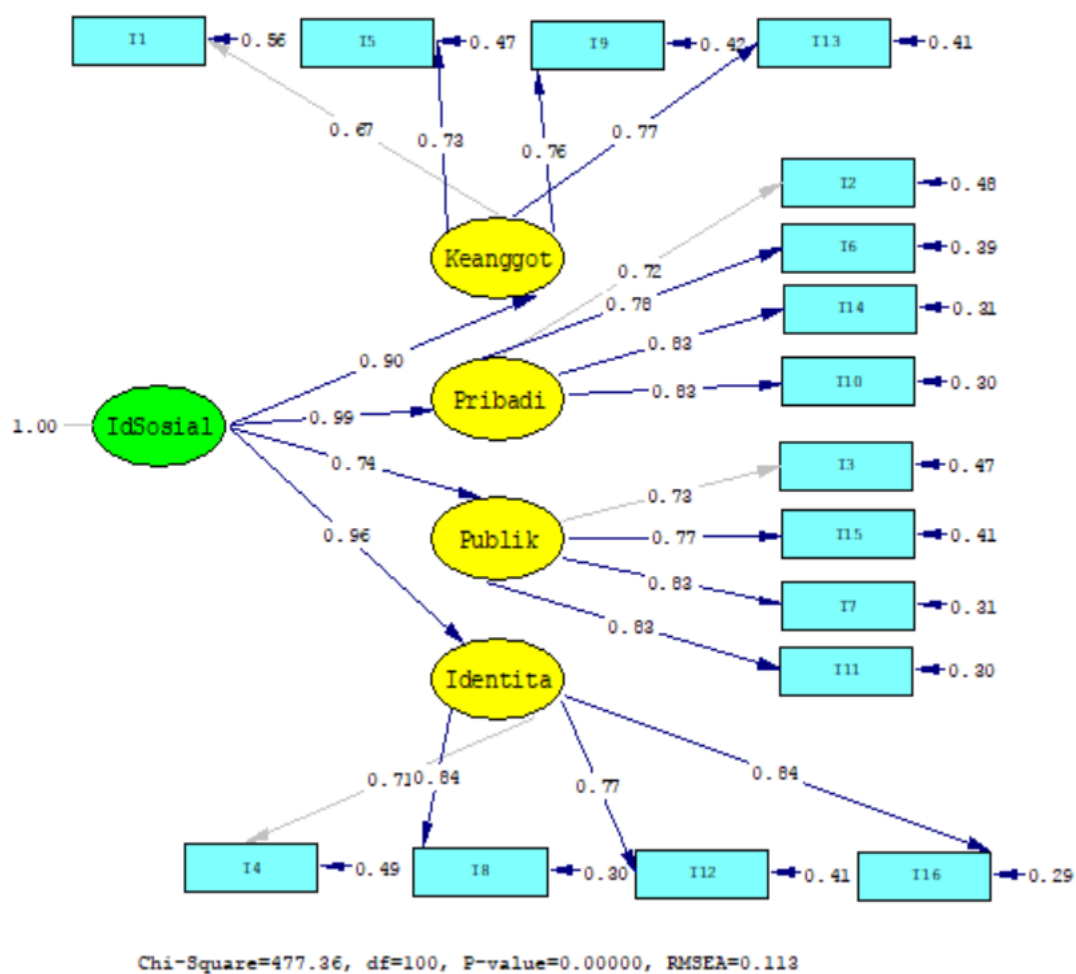 I1 0.56 I5 0.47 I9 0.42 I13 0.41
0.67 0.73 0.76 0.77
I2 0.48
Keanggot 0.72 I6 0.39
0.78
0.90 0.83 I14 0.31
Pribadi 0.83 I10 0.30
1.00 IdSosial 0.99
0.74 0.73 I3 0.47
0.96 Publik 0.77 I15 0.41
0.83 I7 0.31
0.83 I11 0.30
Identita
0.71 0.84 0.77 0.84
I4 0.49 I8 0.30 I12 0.41 I16 0.29
Chi-Square=477.36, df=100, P-value=0.00000, RMSEA=0.113